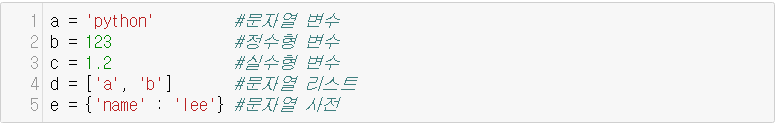 1 a = 'python' #문자열 변수
2 b = 123 #정수형 변수
3 c = 1.2 #실수형 변수
4 d = ['a', 'b'] #문자열 리스트
5 e = {'name' : 'lee'} #문자열 사전